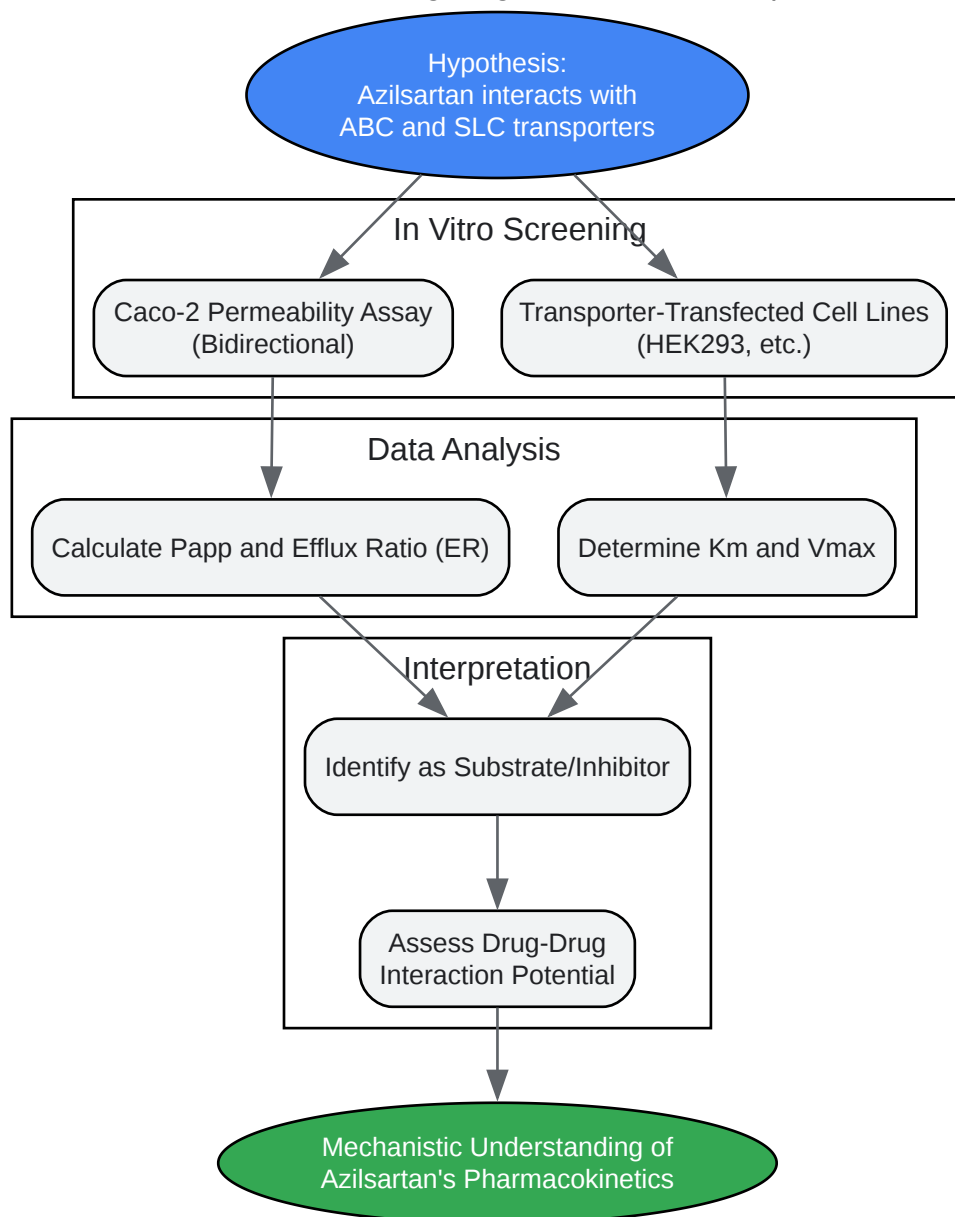 Hypothesis:
Azilsartan interacts with
ABC and SLC transporters
In Vitro Screening
Caco-2 Permeability Assay
(Bidirectional)
Transporter-Transfected Cell Lines
(HEK293, etc.)
Data Analysis
Calculate Papp and Efflux Ratio (ER)
Determine Km and Vmax
Interpretation
Identify as Substrate/Inhibitor
Assess Drug-Drug
Interaction Potential
Mechanistic Understanding of
Azilsartan's Pharmacokinetics